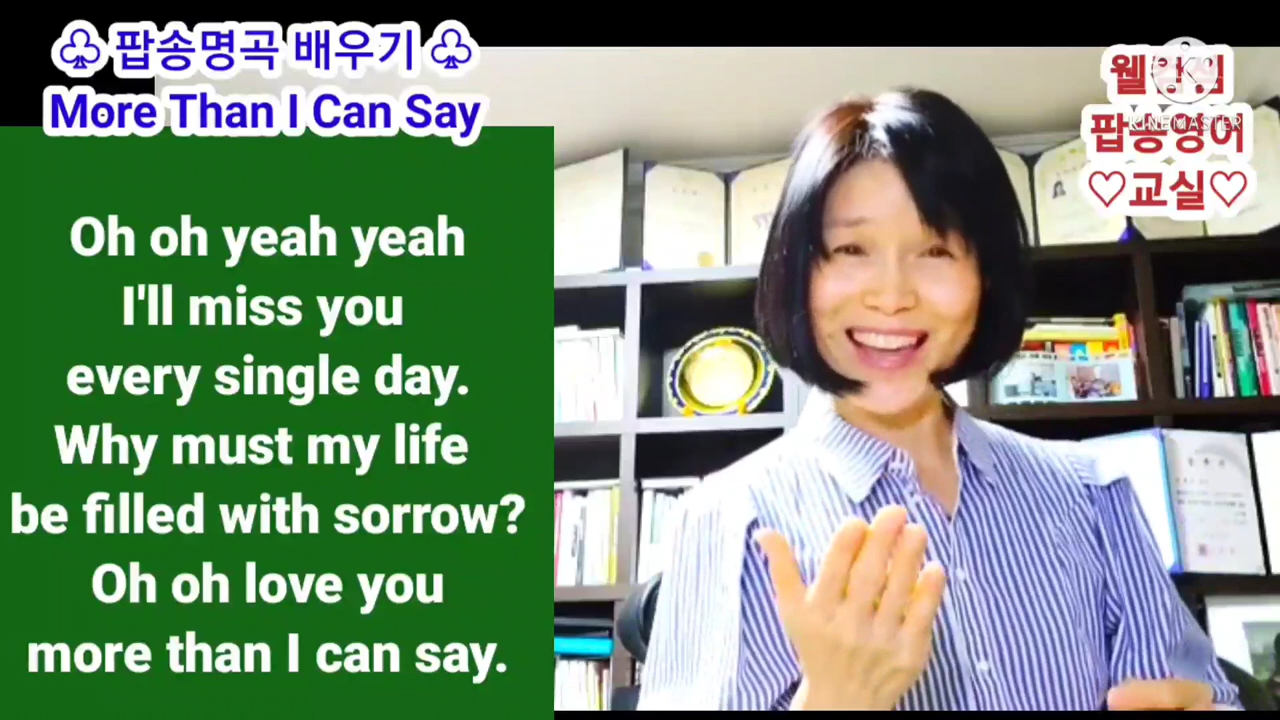 ♧ 팝송명곡 배우기 ♧
More Than I Can Say
Oh oh yeah yeah
I'll miss you
every single day.
Why must my life
be filled with sorrow?
Oh oh love you
more than I can say.
KINEMASTER
팝송영어
♡교실♡